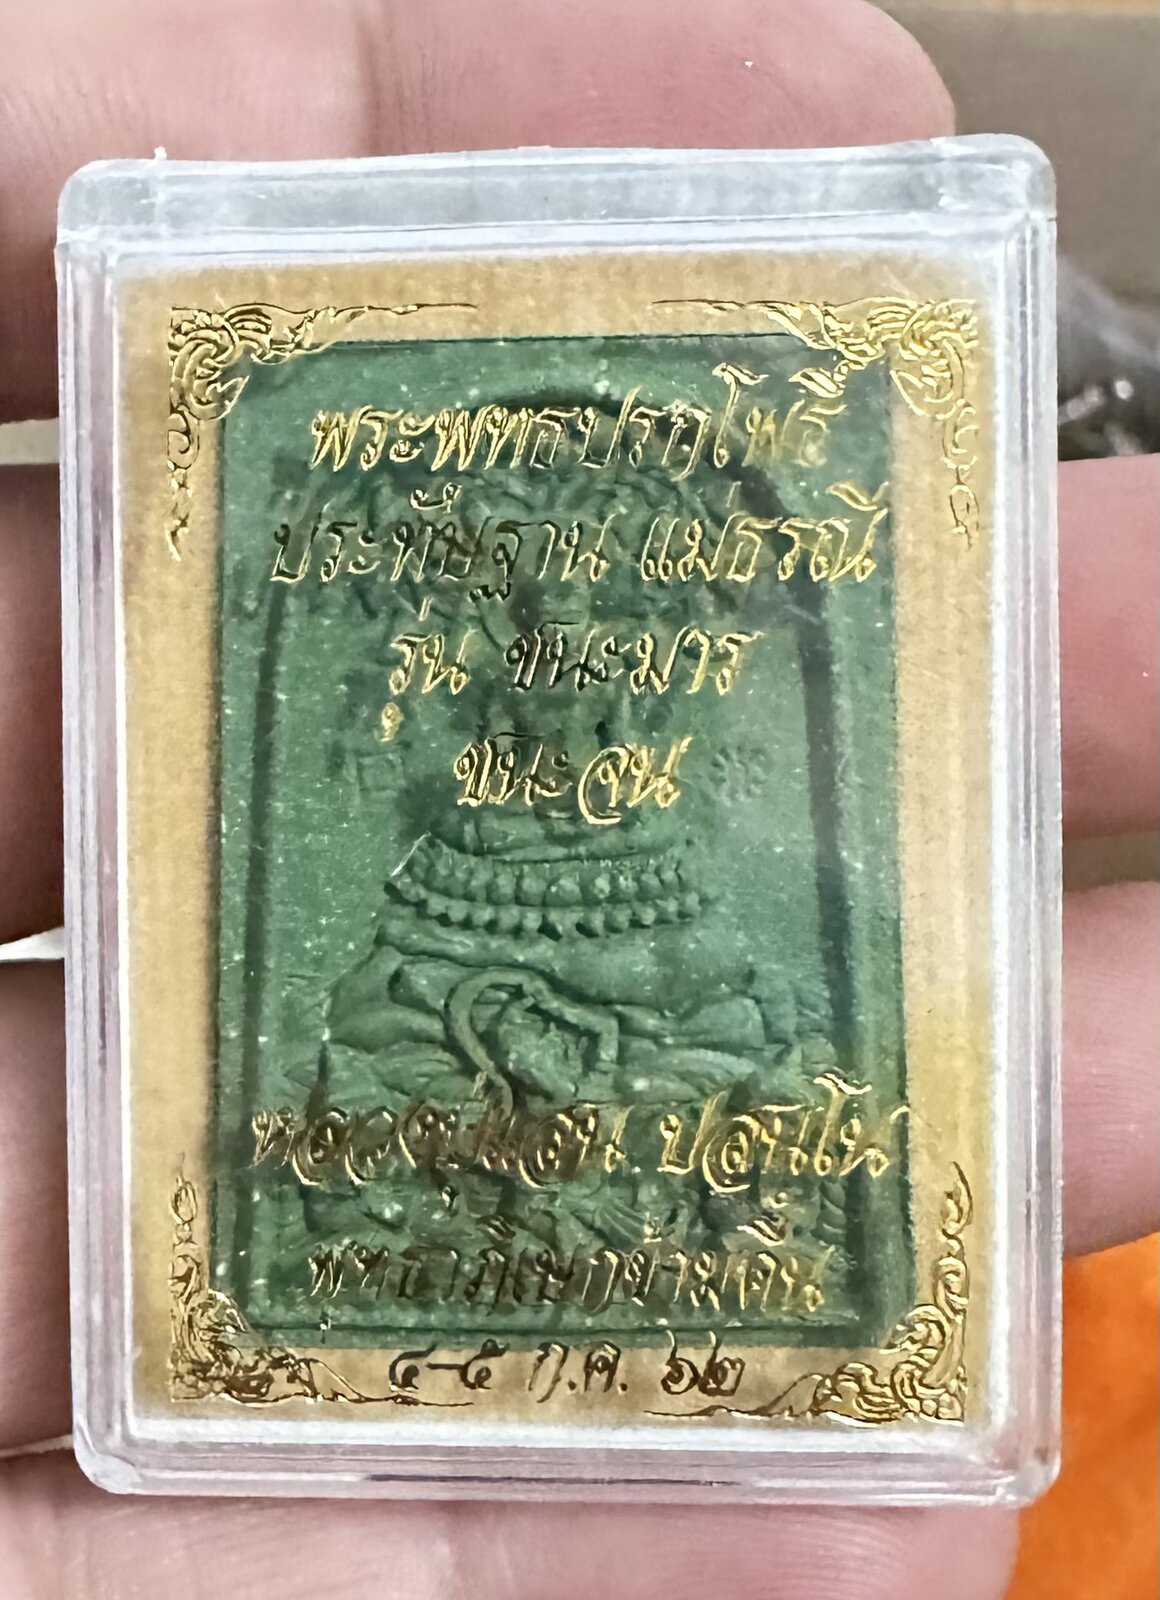 พระพุทธปรกโพธิ์
ประทับฐาน แม่ธรณี
รุ่น ชนะมาร
ชนะจน
หลวงปู่แสน ปสนฺโน
พุทธาภิเษกข้ามคืน
๔-๕ ก.ค. ๖๒